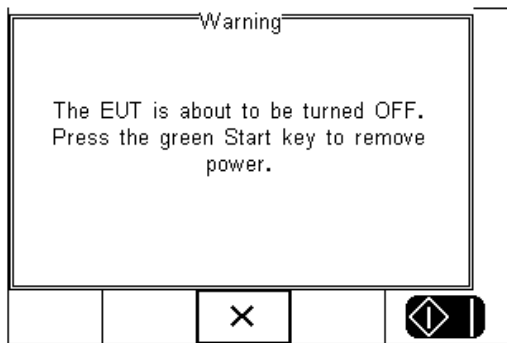 Warning
The EUT is about to be turned OFF.
Press the green Start key to remove
power.